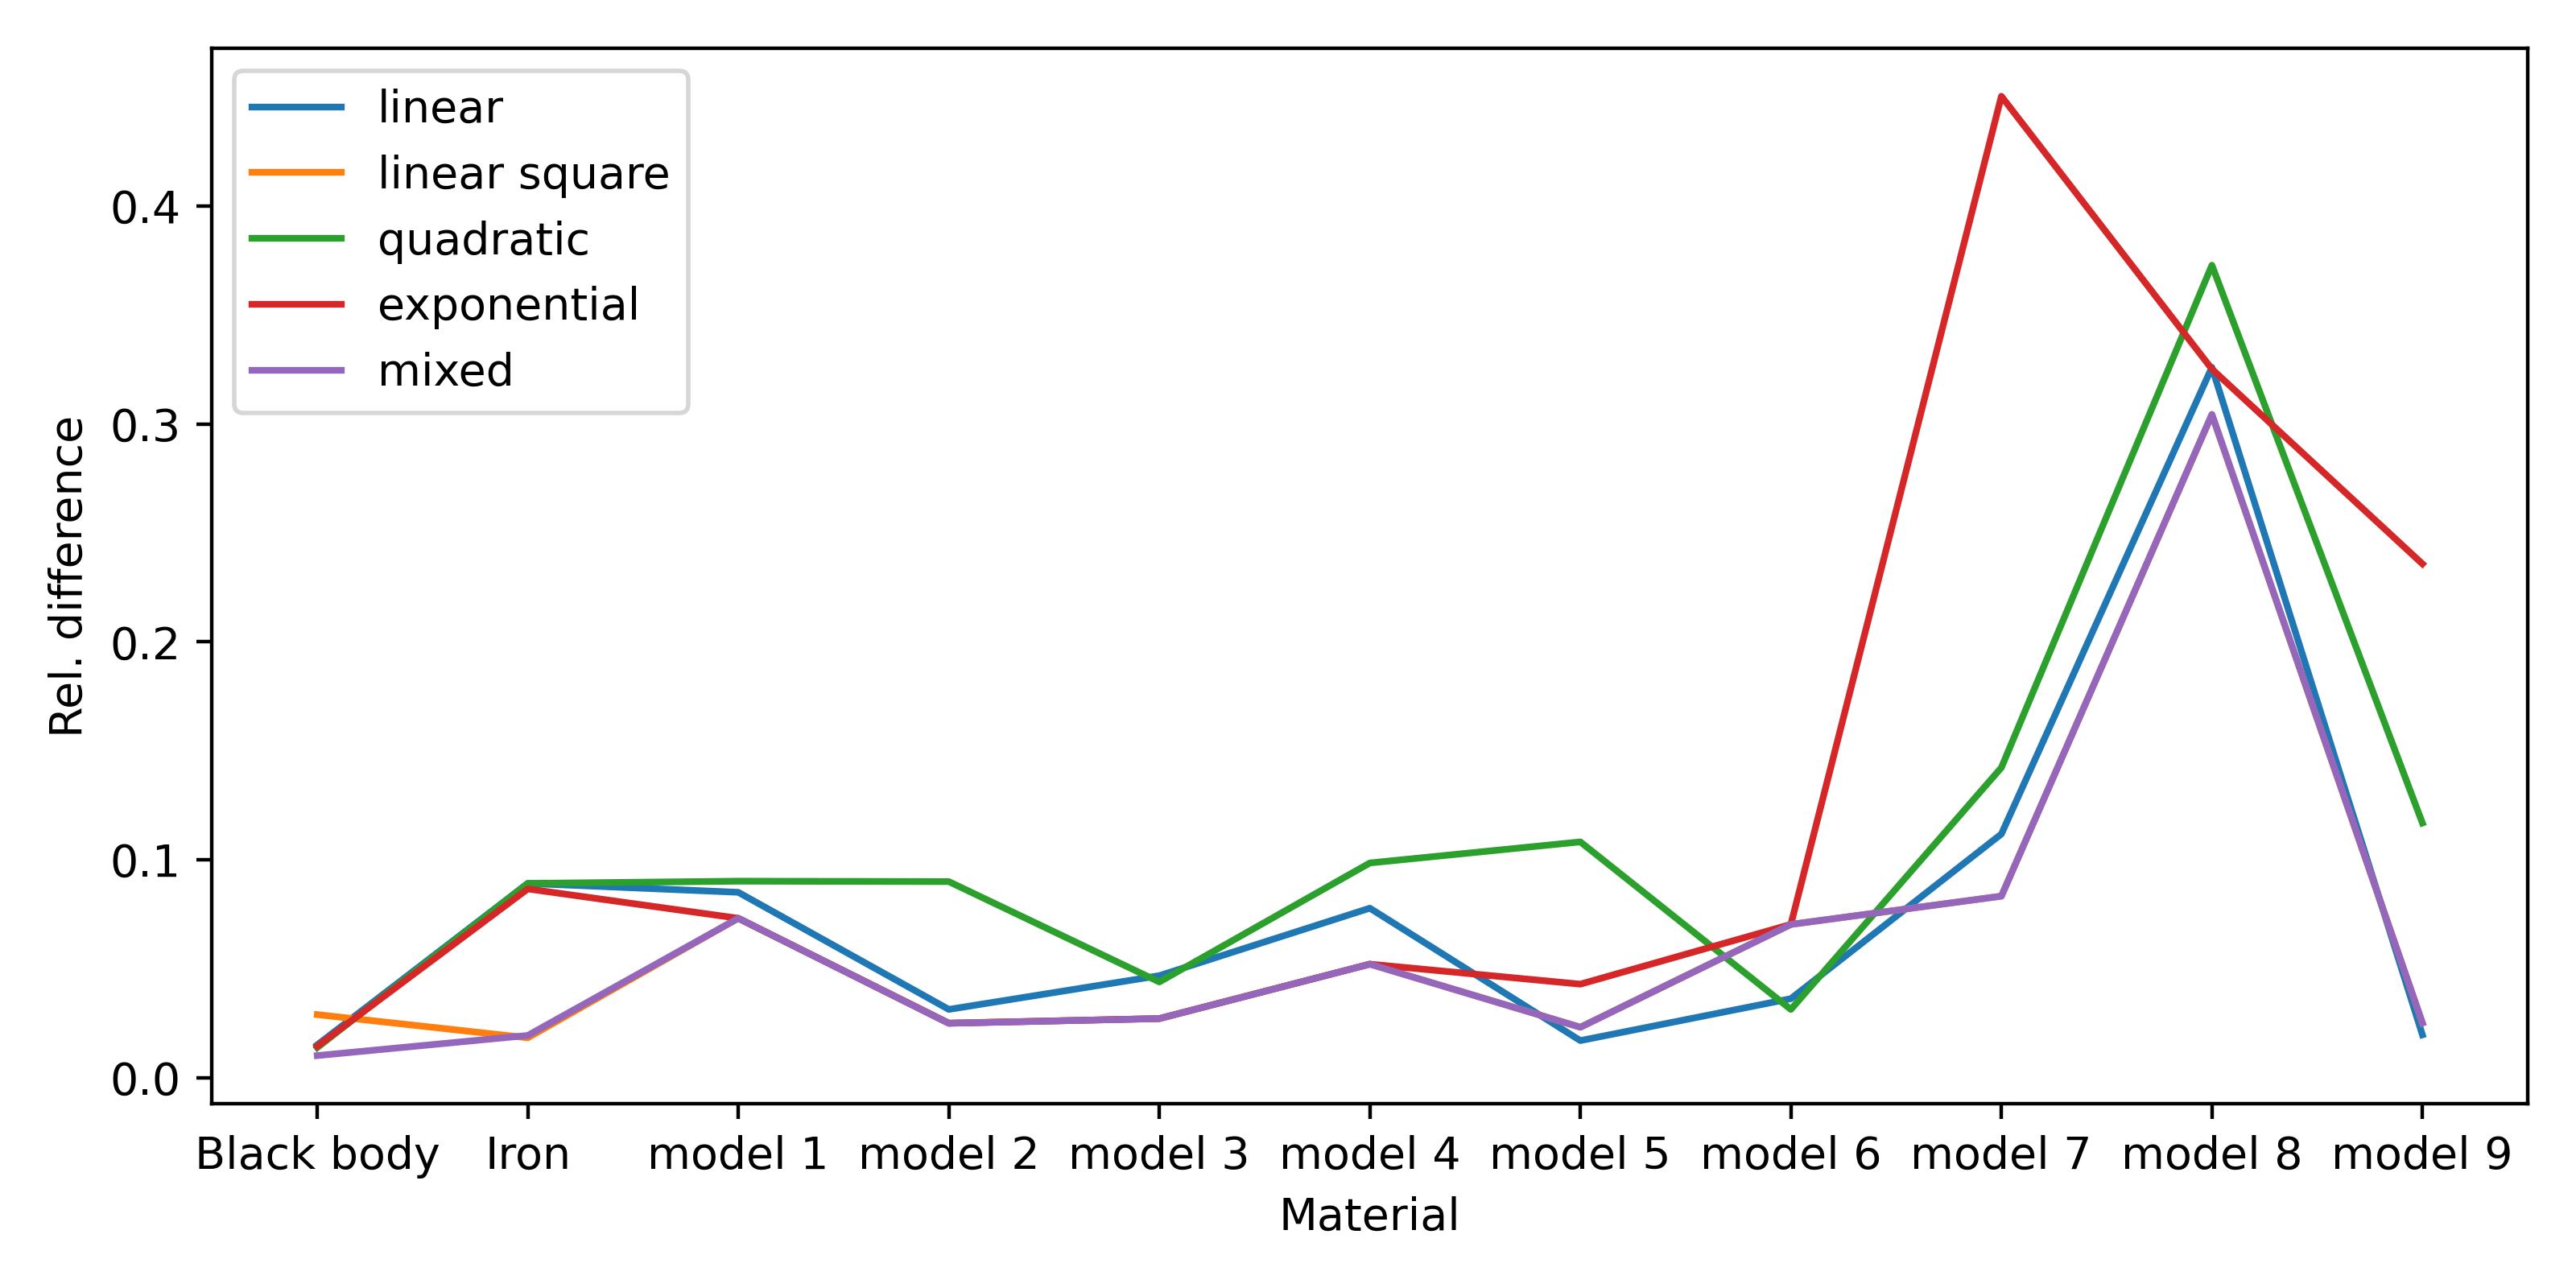 linear
linear square
quadratic
exponential
mixed
Rel. difference
0.4
0.3
0.2
0.1
0.0
Black body Iron model 1 model 2 model 3 model 4 model 5 model 6 model 7 model 8 model 9
Material